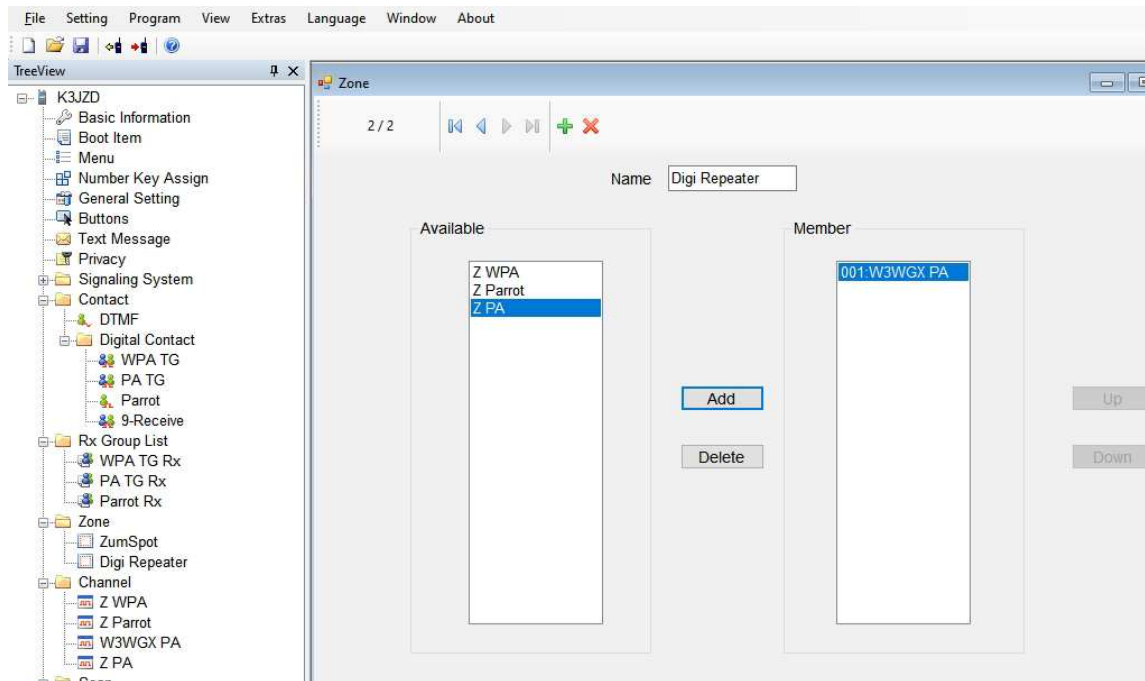 File Setting Program View Extras Language Window About
TreeView
K3JZD
Basic Information
Boot Item
Menu
Number Key Assign
General Setting
Buttons
Text Message
Privacy
Signaling System
Contact
DTMF
Digital Contact
WPA TG
PA TG
Parrot
9-Receive
Rx Group List
WPA TG Rx
PA TG Rx
Parrot Rx
Zone
ZumSpot
Digi Repeater
Channel
Z WPA
Z Parrot
W3WGX PA
Z PA
Zone
2 / 2
Name Digi Repeater
Available
Z WPA
Z Parrot
Z PA
Add
Delete
Member
001:W3WGX PA
Up
Down